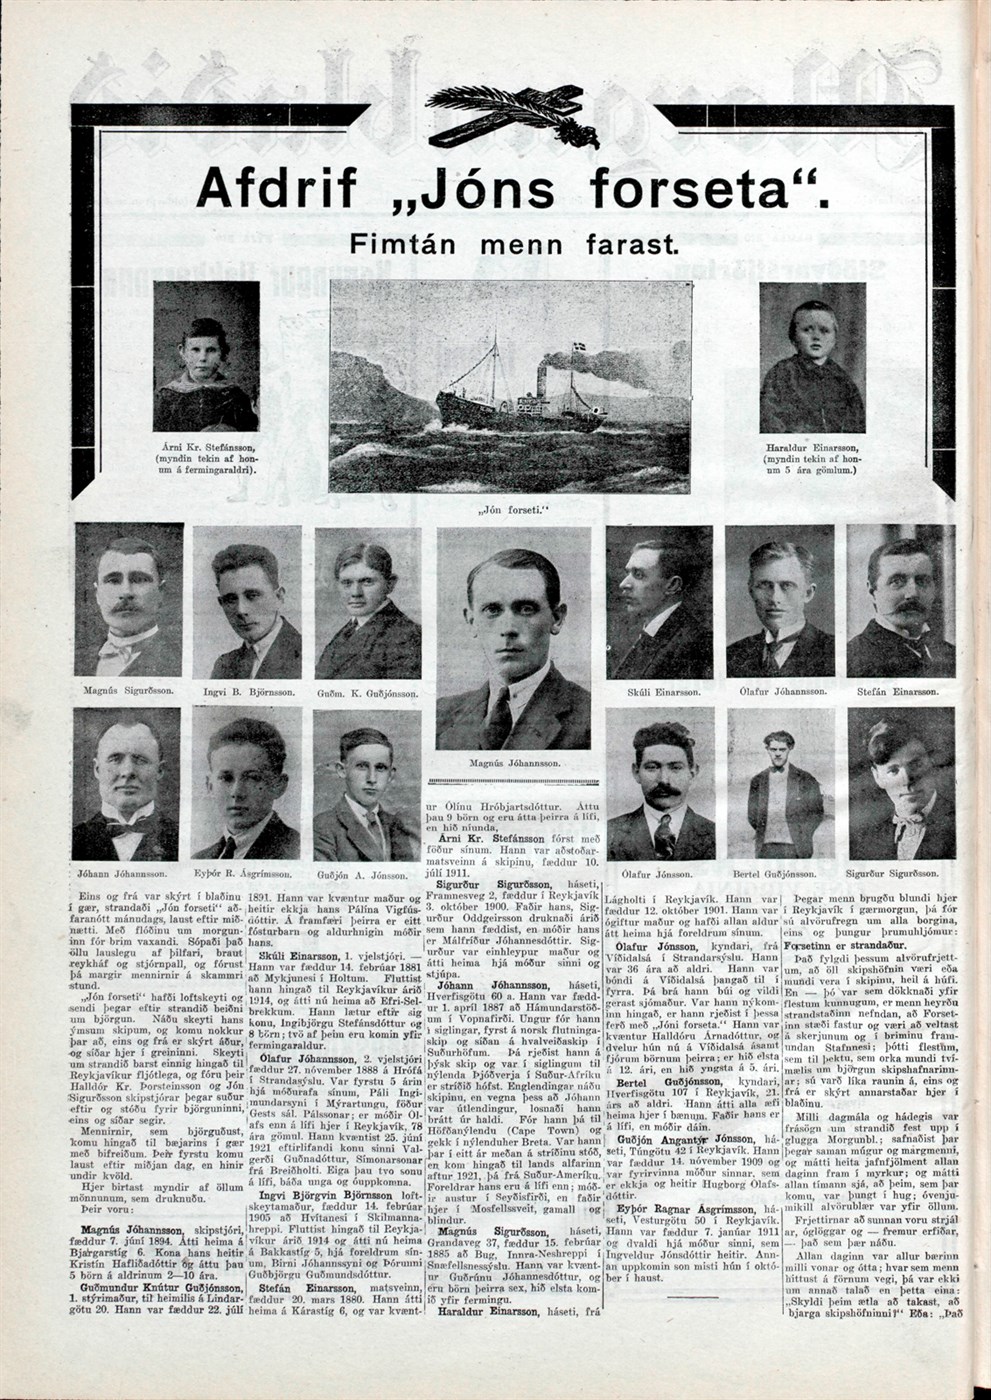 Afdrif „Jóns forseta“.
Fimtán menn farast.
Árni Kr. Stefánsson,
(myndin tekin af hon-
um á fermingaraldri).
Haraldur Einarsson,
(myndin tekin af hon-
um 5 ára gömlum.)
„Jón forseti.“
Magnús Sigurðsson.
Ingvi B. Björnsson.
Guðm. K. Guðjónsson.
Magnús Jóhannsson.
Skúli Einarsson.
Ólafur Jóhannsson.
Stefán Einarsson.
Jóhann Jóhannsson.
Eyþór R. Ásgrímsson.
Guðjón A. Jónsson.
Ólafur Jónsson.
Bertel Guðjónsson.
Sigurður Sigurðsson.
Eins og frá var skýrt í blaðinu
í gær, strandaði „Jón forseti“ að-
faranótt mánudags, laust eftir mið-
nætti. Með flóðinu um morgun-
inn fór brim vaxandi. Sópaði það
öllu lauslegu af þilfari, braut
reykháf og stjórnpall, og fórust
þá margir mennirnir á skammri
stund.
„Jón forseti“ hafði loftskeyti og
sendi þegar eftir strandið beiðni
um björgun. Náðu skeyti hans
ýmsum skipum, og komu nokkur
þar að, eins og frá er skýrt áður,
og síðar hjer í greininni. Skeyti
um strandið barst einnig hingað til
Reykjavíkur fljótlega, og fóru þeir
Halldór Kr. Þorsteinsson og Jón
Sigurðsson skipstjórar þegar suður
eftir og stóðu fyrir björguninni,
eins og síðar segir.
Mennirnir, sem björguðust,
komu hingað til bæjarins í gær
með bifreiðum. Þeir fyrstu komu
laust eftir miðjan dag, en hinir
undir kvöld.
Hjer birtast myndir af öllum
mönnunum, sem druknuðu.
Þeir voru:
Magnús Jóhannsson, skipstjóri,
fæddur 7. júní 1894. Átti heima á
Bjargarstíg 6. Kona hans heitir
Kristín Hafliðadóttir og áttu þau
5 börn á aldrinum 2—10 ára.
Guðmundur Knútur Guðjónsson,
1. stýrimaður, til heimilis á Lindar-
götu 20. Hann var fæddur 22. júlí
1891. Hann var kvæntur maður og
heitir ekkja hans Pálína Vigfús-
dóttir. Á framfæri þeirra er eitt
fósturbarn og aldurhnigin móðir
hans.
Skúli Einarsson, 1. vjelstjóri. —
Hann var fæddur 14. febrúar 1881
að Mykjunesi í Holtum. Fluttist
hann hingað til Reykjavíkur árið
1914, og átti nú heima að Efri-Sel-
brekkum. Hann lætur eftir sig
konu, Ingibjörgu Stefánsdóttur og
8 börn; tvö af þeim eru komin yfir
fermingaraldur.
Ólafur Jóhannsson, 2. vjelstjóri
fæddur 27. nóvember 1888 á Hrófá
í Strandasýslu. Var fyrstu 5 árin
hjá móðurafa sínum, Páli Ingi-
mundarsyni í Mýrartungu, föður
Gests sál. Pálssonar; er móðir Ól-
afs enn á lífi hjer í Reykjavík, 78
ára gömul. Hann kvæntist 25. júní
1921 eftirlifandi konu sinni Val-
gerði Guðnadóttur, Símonarsonar
frá Breiðholti. Eiga þau tvo sonu
á lífi, báða unga og óuppkomna.
Ingvi Björgvin Björnsson loft-
skeytamaður, fæddur 14. febrúar
1905 að Hvítanesi í Skilmanna-
hreppi. Fluttist hingað til Reykja-
víkur árið 1914 og átti nú heima
á Bakkastíg 5, hjá foreldrum sín-
um, Birni Jóhannssyni og Þórunni
Guðbjörgu Guðmundsdóttur.
Stefán Einarsson, matsveinn,
fæddur 20. mars 1880. Hann átti
heima á Kárastíg 6, og var kvænt-
ur Ólínu Hróbjartsdóttur. Áttu
þau 9 börn og eru átta þeirra á lífi,
en hið níunda,
Árni Kr. Stefánsson fórst með
föður sínum. Hann var aðstoðar-
matsveinn á skipinu, fæddur 10.
júlí 1911.
Sigurður Sigurðsson, háseti,
Framnesveg 2, fæddur í Reykjavík
3. október 1900. Faðir hans, Sig-
urður Oddgeirsson druknaði árið
sem hann fæddist, en móðir hans
er Málfríður Jóhannesdóttir. Sig-
urður var einhleypur maður og
átti heima hjá móður sinni og
stjúpa.
Jóhann Jóhannsson, háseti,
Hverfisgötu 60 a. Hann var fædd-
ur 1. apríl 1887 að Hámundarstöð-
um í Vopnafirði. Ungur fór hann
í siglingar, fyrst á norsk flutninga-
skip og síðan á hvalveiðaskip í
Suðurhöfum. Þá rjeðist hann á
þýsk skip og var í siglingum til
nýlenda Þjóðverja í Suður-Afríku
er stríðið hófst. Englendingar náðu
skipinu, en vegna þess að Jóhann
var útlendingur, losnaði hann
brátt úr haldi. Fór hann þá til
Höfðanýlendu (Cape Town) og
gekk í nýlenduher Breta. Var hann
þar í eitt ár meðan á stríðinu stóð,
en kom hingað til lands alfarinn
aftur 1921, þá frá Suður-Ameríku.
Foreldrar hans eru á lífi enn; móð-
ir austur í Seyðisfirði, en faðir
hjer í Mosfellssveit, gamall og
blindur.
Magnús Sigurðsson, háseti,
Grandaveg 37, fæddur 15. febrúar
1885 að Bug, Innra-Neshreppi í
Snæfellsnessýslu. Hann var kvænt-
ur Guðrúnu Jóhannesdóttur, og
eru börn þeirra sex, hið elsta kom-
ið yfir fermingu.
Haraldur Einarsson, háseti, frá
Lágholti í Reykjavík. Hann var
fæddur 12. október 1901. Hann var
ógiftur maður og hafði allan aldur
átt heima hjá foreldrum sínum.
Ólafur Jónsson, kyndari, frá
Víðidalsá í Strandarsýslu. Hann
var 36 ára að aldri. Hann var
bóndi á Víðidalsá þangað til í
fyrra. Þá brá hann búi og vildi
gerast sjómaður. Var hann nýkom-
inn hingað, er hann rjeðist í þessa
ferð með „Jóni forseta.“ Hann var
kvæntur Halldóru Árnadóttur, og
dvelur hún nú á Víðidalsá ásamt
fjórum börnum þeirra; er hið elsta
á 12. ári, en hið yngsta á 5. ári.
Bertel Guðjónsson, kyndari,
Hverfisgötu 107 í Reykjavík, 21.
árs að aldri. Hann átti alla æfi
heima hjer í bænum. Faðir hans er
á lífi, en móðir dáin.
Guðjón Angantýr Jónsson, há-
seti, Túngötu 42 í Reykjavík. Hann
var fæddur 14. nóvember 1909 og
var fyrirvinna móður sinnar, sem
er ekkja og heitir Hugborg Ólafs-
dóttir.
Eyþór Ragnar Ásgrímsson, há-
seti, Vesturgötu 50 í Reykjavík.
Hann var fæddur 7. janúar 1911
og dvaldi hjá móður sinni, sem
Ingveldur Jónsdóttir heitir. Ann-
an uppkomin son misti hún í októ-
ber í haust.
Þegar menn brugðu blundi hjer
í Reykjavík í gærmorgun, þá fór
sú alvörufregn um alla borgina,
eins og þungur þrumuhljómur:
Forsetinn er strandaður.
Það fylgdi þessum alvörufrjett-
um, að öll skipshöfnin væri eða
mundi vera í skipinu, heil á húfi.
En — þó var sem dökknaði yfir
flestum kunnugum, er menn heyrðu
strandstaðinn nefndan, að Forset-
inn stæði fastur og væri að veltast
á skerjunum og í briminu fram-
undan Stafnnesi; þótti flestum,
sem til þektu, sem orka mundi tví-
mælis um björgun skipshafnarinn-
ar; sú varð líka raunin á, eins og
frá er skýrt annarstaðar hjer í
blaðinu.
Milli dagmála og hádegis var
frásögn um strandið fest upp í
glugga Morgunbl.; safnaðist þar
þegar saman múgur og margmenni,
og mátti heita jafnfjölment allan
daginn fram í myrkur; og mátti
allan tímann sjá, að þeim, sem þar
komu, var þungt í hug; óvenju-
mikill alvörublær var yfir öllum.
Frjettirnar að sunnan voru strjál
ar, óglöggar og — fremur erfiðar,
— það sem þær náðu.
Allan daginn var allur bærinn
milli vonar og ótta; hvar sem menn
hittust á förnum vegi, þá var ekki
um annað talað en þetta eina:
„Skyldi þeim ætla að takast, að
bjarga skipshöfninni?“ Eða: „Það